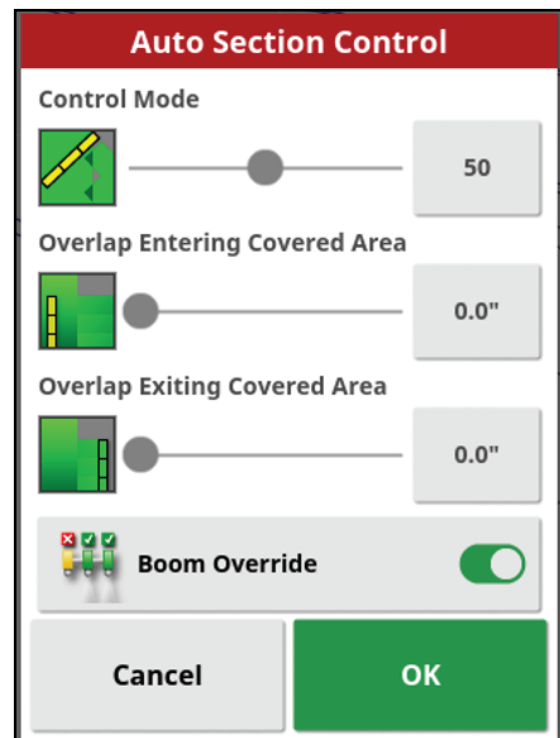 Auto Section Control
Control Mode
50
Overlap Entering Covered Area
0.0"
Overlap Exiting Covered Area
0.0"
Boom Override
Cancel
OK